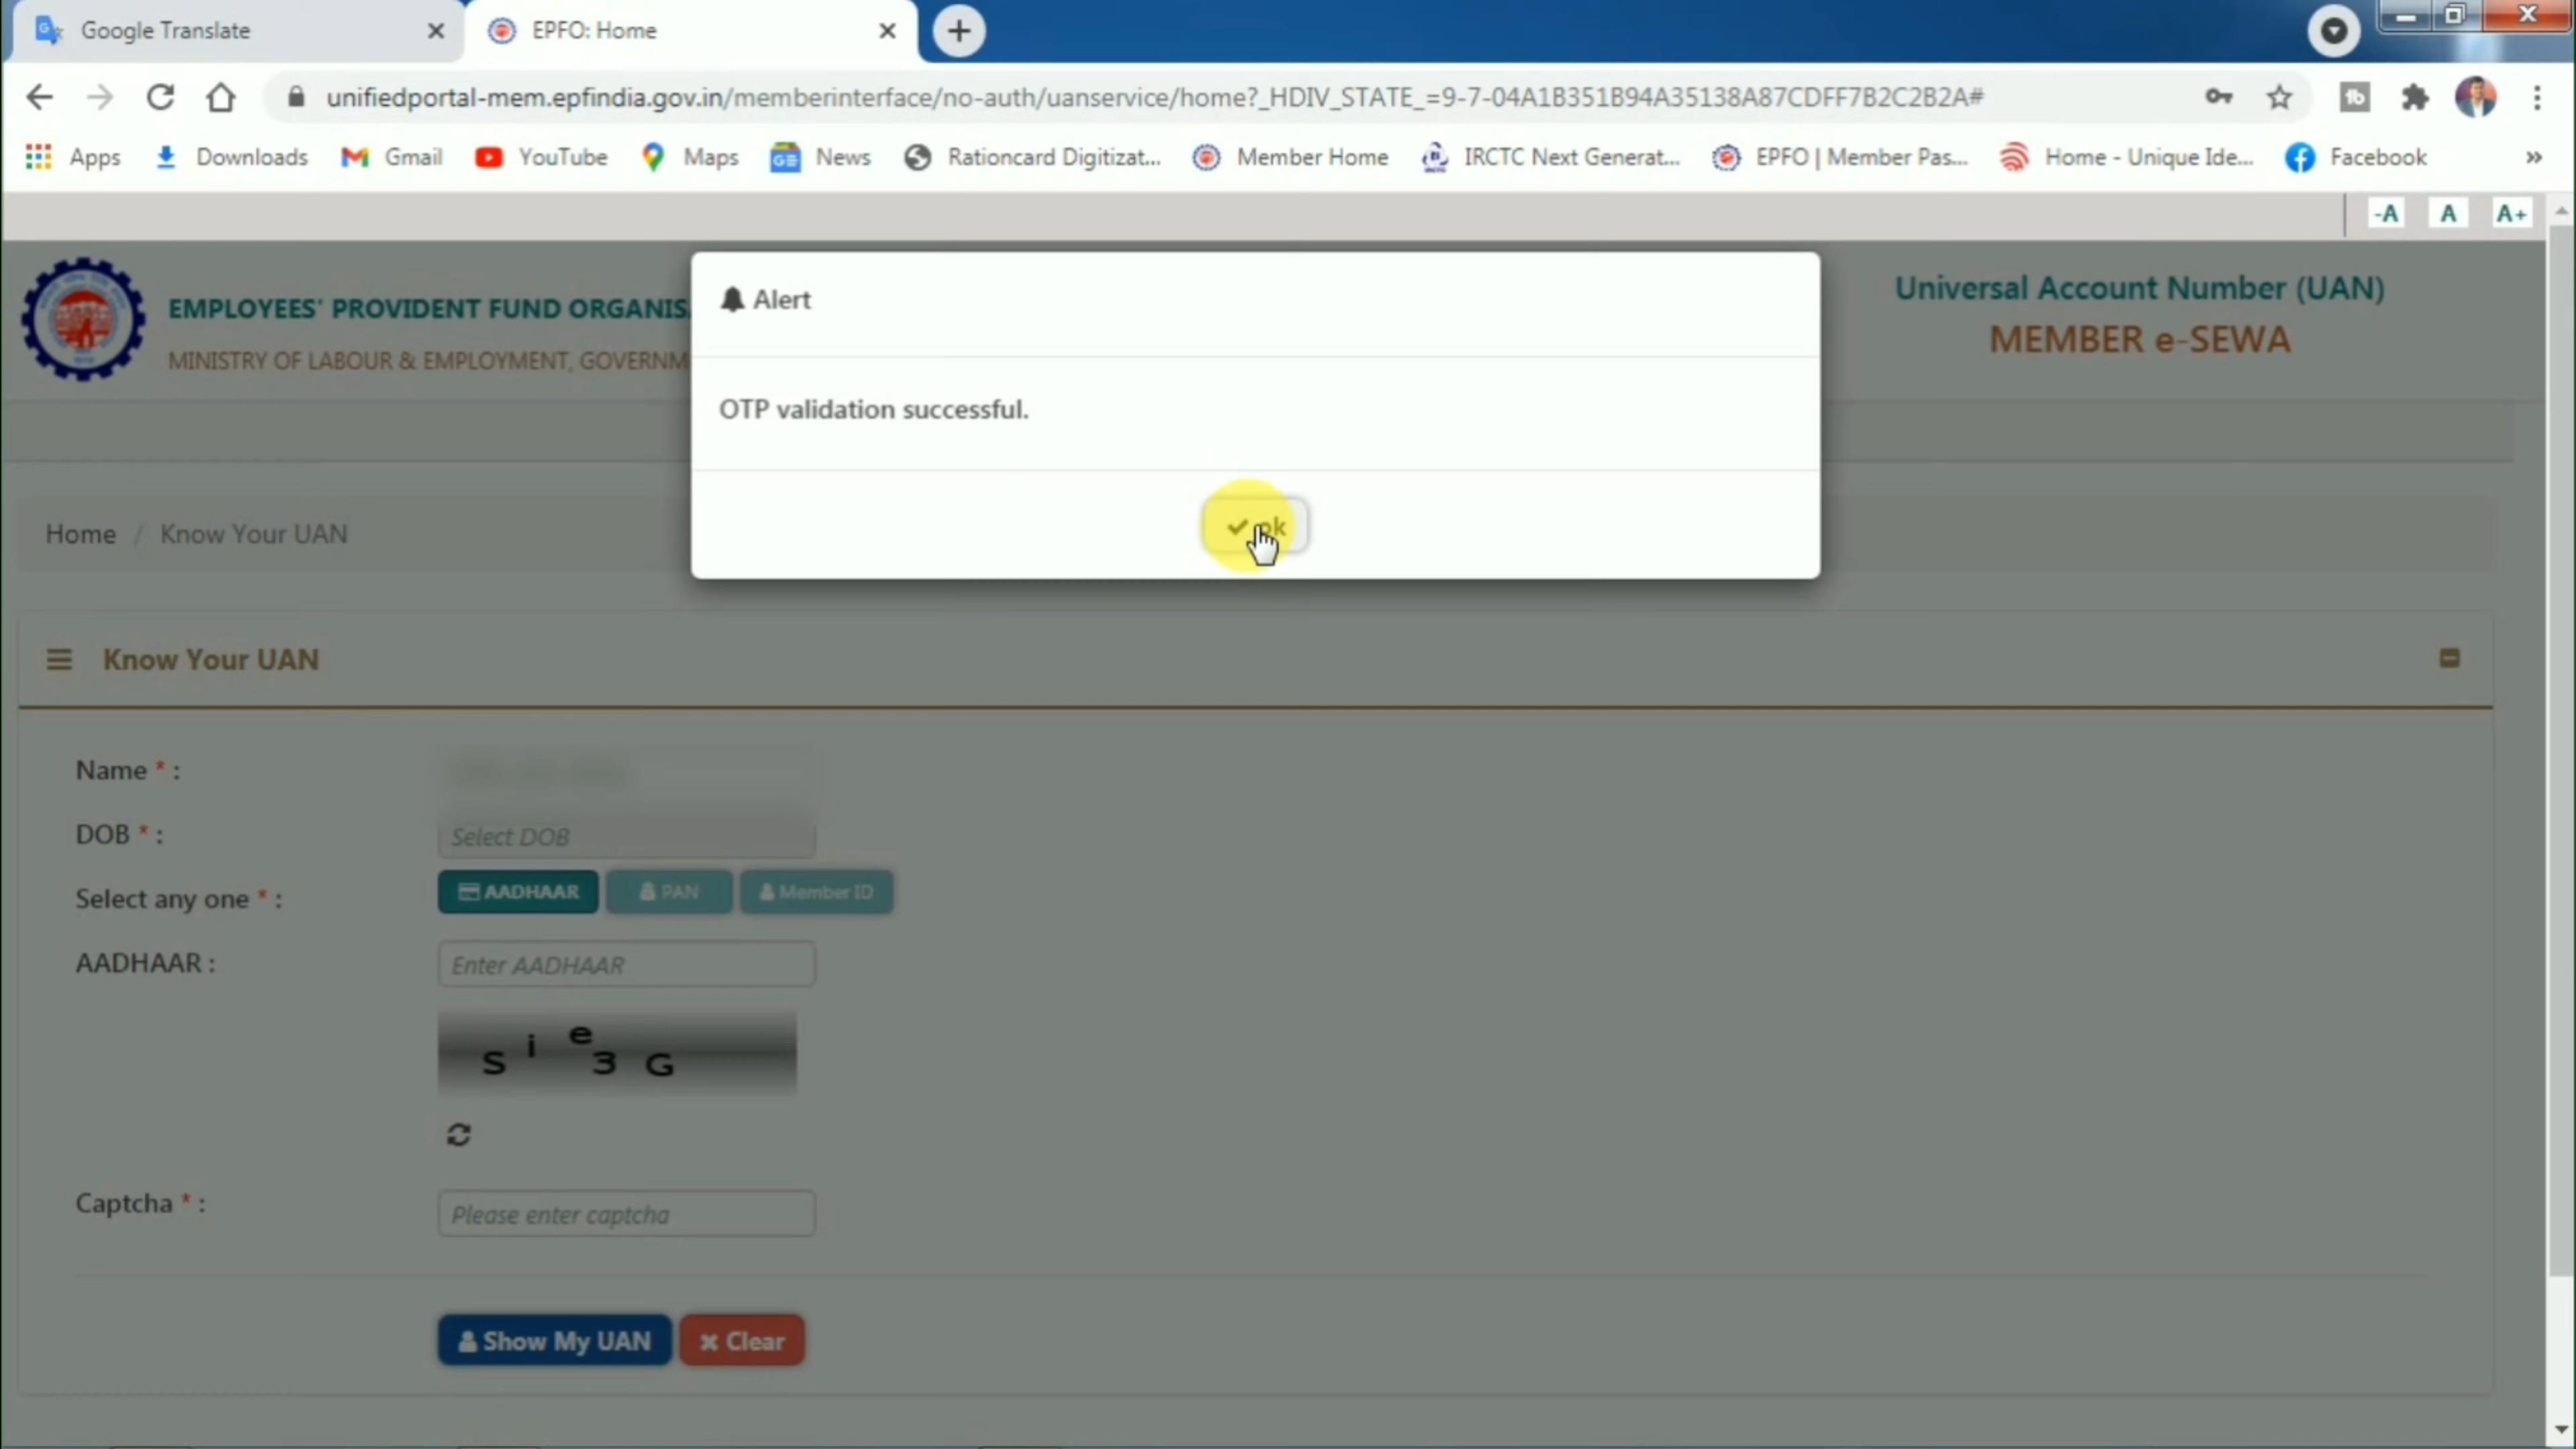 Google Translate
EPFO: Home
unifiedportal-mem.epfindia.gov.in/memberinterface/no-auth/uanservice/home?_HDIV_STATE_=9-7-04A1B351B94A35138A87CDFF7B2C2B2A#
Apps Downloads Gmail YouTube Maps News Rationcard Digitizat... Member Home IRCTC Next Generat... EPFO | Member Pas... Home - Unique Ide... Facebook »
-A A A+
EMPLOYEES' PROVIDENT FUND ORGANIS
MINISTRY OF LABOUR & EMPLOYMENT, GOVERNM
Universal Account Number (UAN)
MEMBER e-SEWA
Alert
OTP validation successful.
ok
Home / Know Your UAN
Know Your UAN
Name * :
DOB * : Select DOB
Select any one * : AADHAAR PAN Member ID
AADHAAR : Enter AADHAAR
S i e 3 G
Captcha * : Please enter captcha
Show My UAN Clear